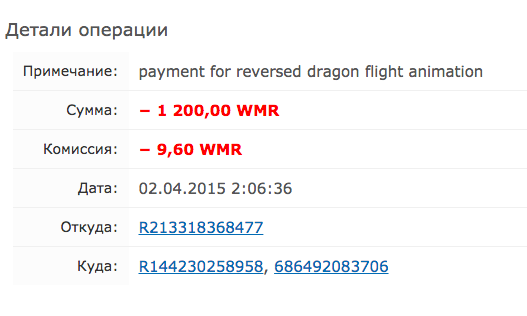 Детали операции
Примечание: payment for reversed dragon flight animation
Сумма: − 1 200,00 WMR
Комиссия: − 9,60 WMR
Дата: 02.04.2015 2:06:36
Откуда: R213318368477
Куда: R144230258958, 686492083706